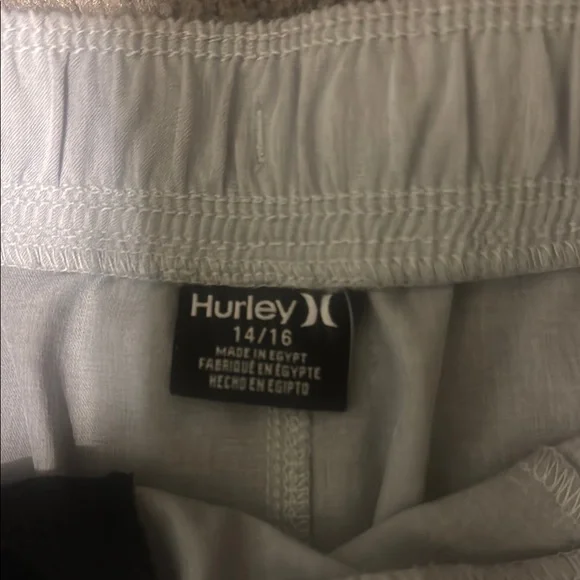 Hurley
14/16
MADE IN EGYPT
FABRIQUÉ EN ÉGYPTE
HECHO EN EGIPTO